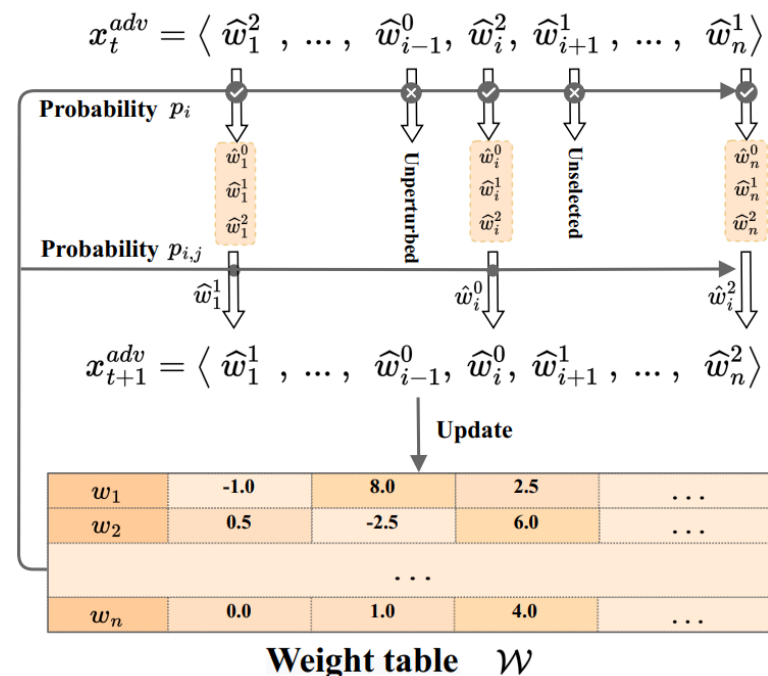 x_t^{adv} = ⟨ ŵ_1^2 , ... , ŵ_{i-1}^0, ŵ_i^2, ŵ_{i+1}^1 , ... , ŵ_n^1⟩
Probability p_i
ŵ_1^0
ŵ_1^1
ŵ_1^2
Unperturbed
ŵ_i^0
ŵ_i^1
ŵ_i^2
Unselected
ŵ_n^0
ŵ_n^1
ŵ_n^2
Probability p_{i,j}
ŵ_1^1 ŵ_i^0 ŵ_i^2
x_{t+1}^{adv} = ⟨ ŵ_1^1 , ... , ŵ_{i-1}^0, ŵ_i^0, ŵ_{i+1}^1 , ... , ŵ_n^2⟩
Update
w_1 -1.0 8.0 2.5 ...
w_2 0.5 -2.5 6.0 ...
...
w_n 0.0 1.0 4.0 ...
Weight table 𝒲